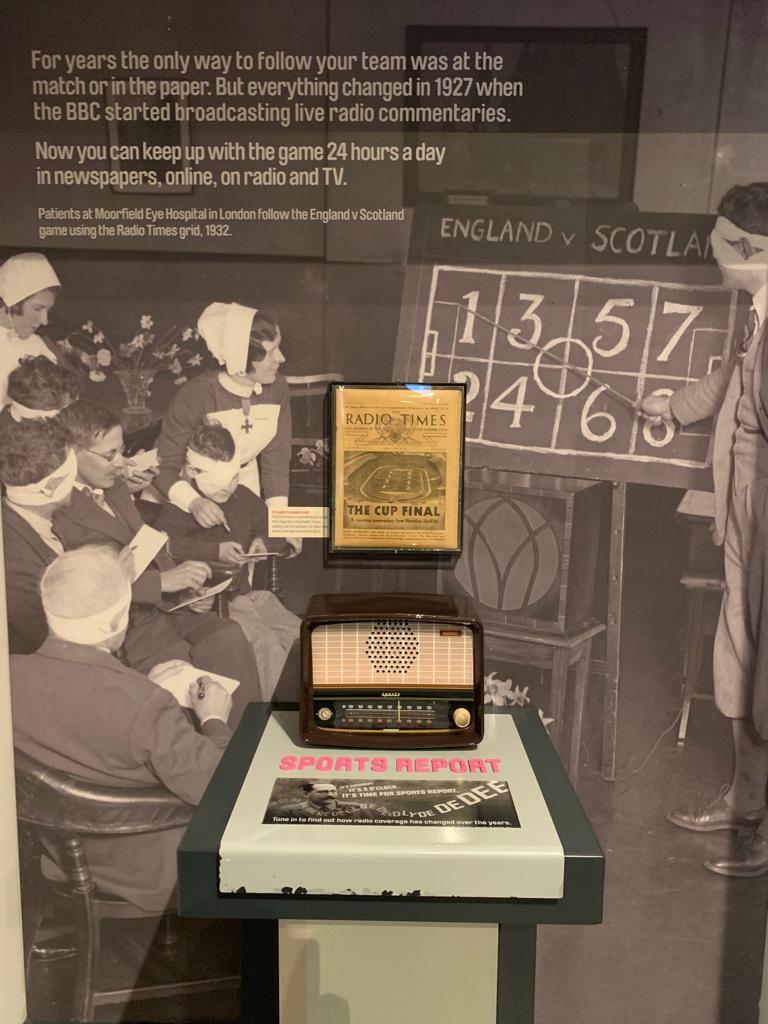 For years the only way to follow your team was at the
match or in the paper. But everything changed in 1927 when
the BBC started broadcasting live radio commentaries.
Now you can keep up with the game 24 hours a day
in newspapers, online, on radio and TV.
Patients at Moorfield Eye Hospital in London follow the England v Scotland
game using the Radio Times grid, 1932.
ENGLAND v SCOTLA
1 3 5 7
2 4 6 8
RADIO TIMES
THE CUP FINAL
SPORTS REPORT
IT'S 5 O'CLOCK.
IT'S TIME FOR SPORTS REPORT...
DE DEE
Tune in to find out how radio coverage has changed over the years.